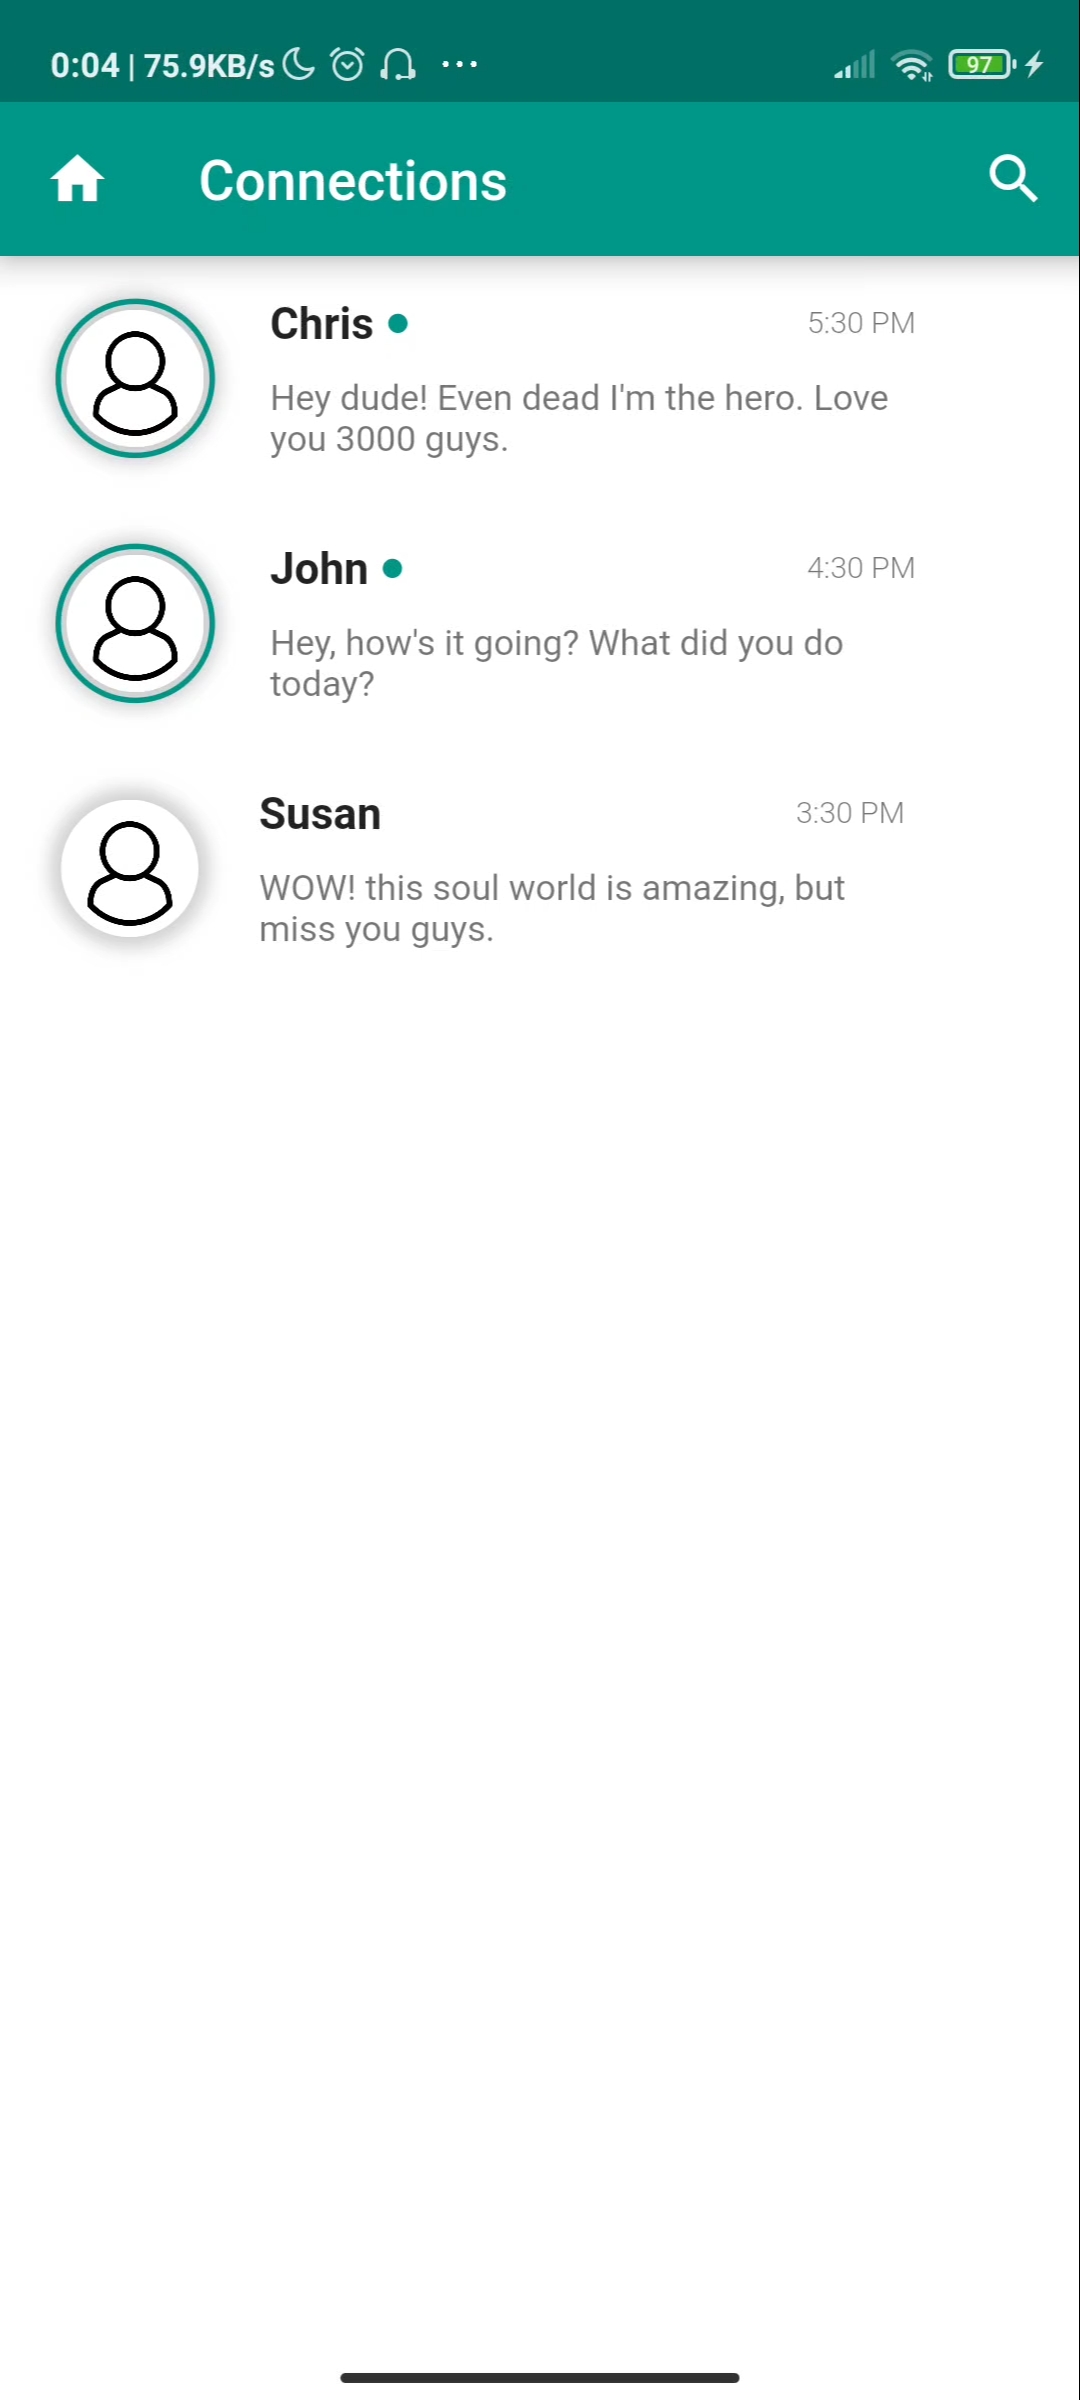 0:04 | 75.9KB/s
97
Connections
Chris
5:30 PM
Hey dude! Even dead I'm the hero. Love
you 3000 guys.
John
4:30 PM
Hey, how's it going? What did you do
today?
Susan
3:30 PM
WOW! this soul world is amazing, but
miss you guys.